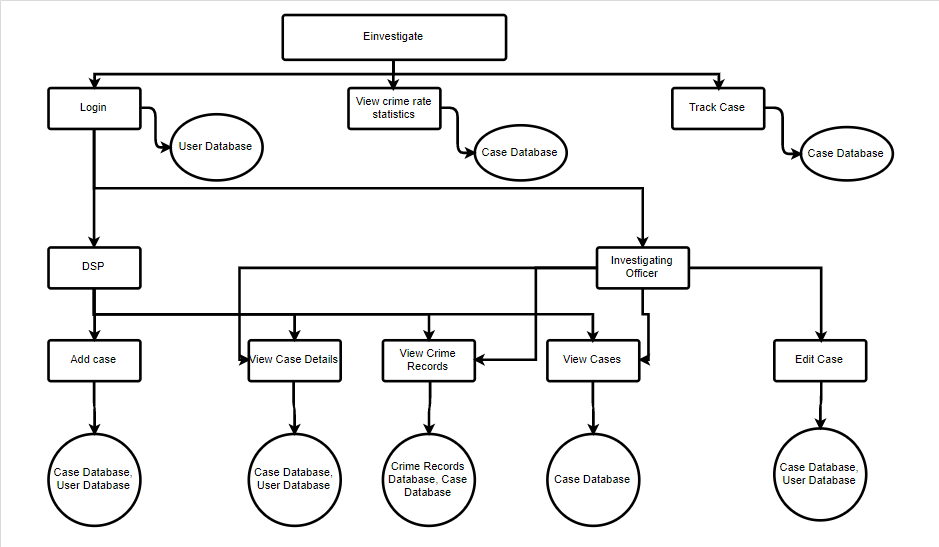 Einvestigate
Login
View crime rate
statistics
Track Case
User Database
Case Database
Case Database
DSP
Investigating
Officer
Add case
View Case Details
View Crime
Records
View Cases
Edit Case
Case Database,
User Database
Case Database,
User Database
Crime Records
Database, Case
Database
Case Database
Case Database,
User Database